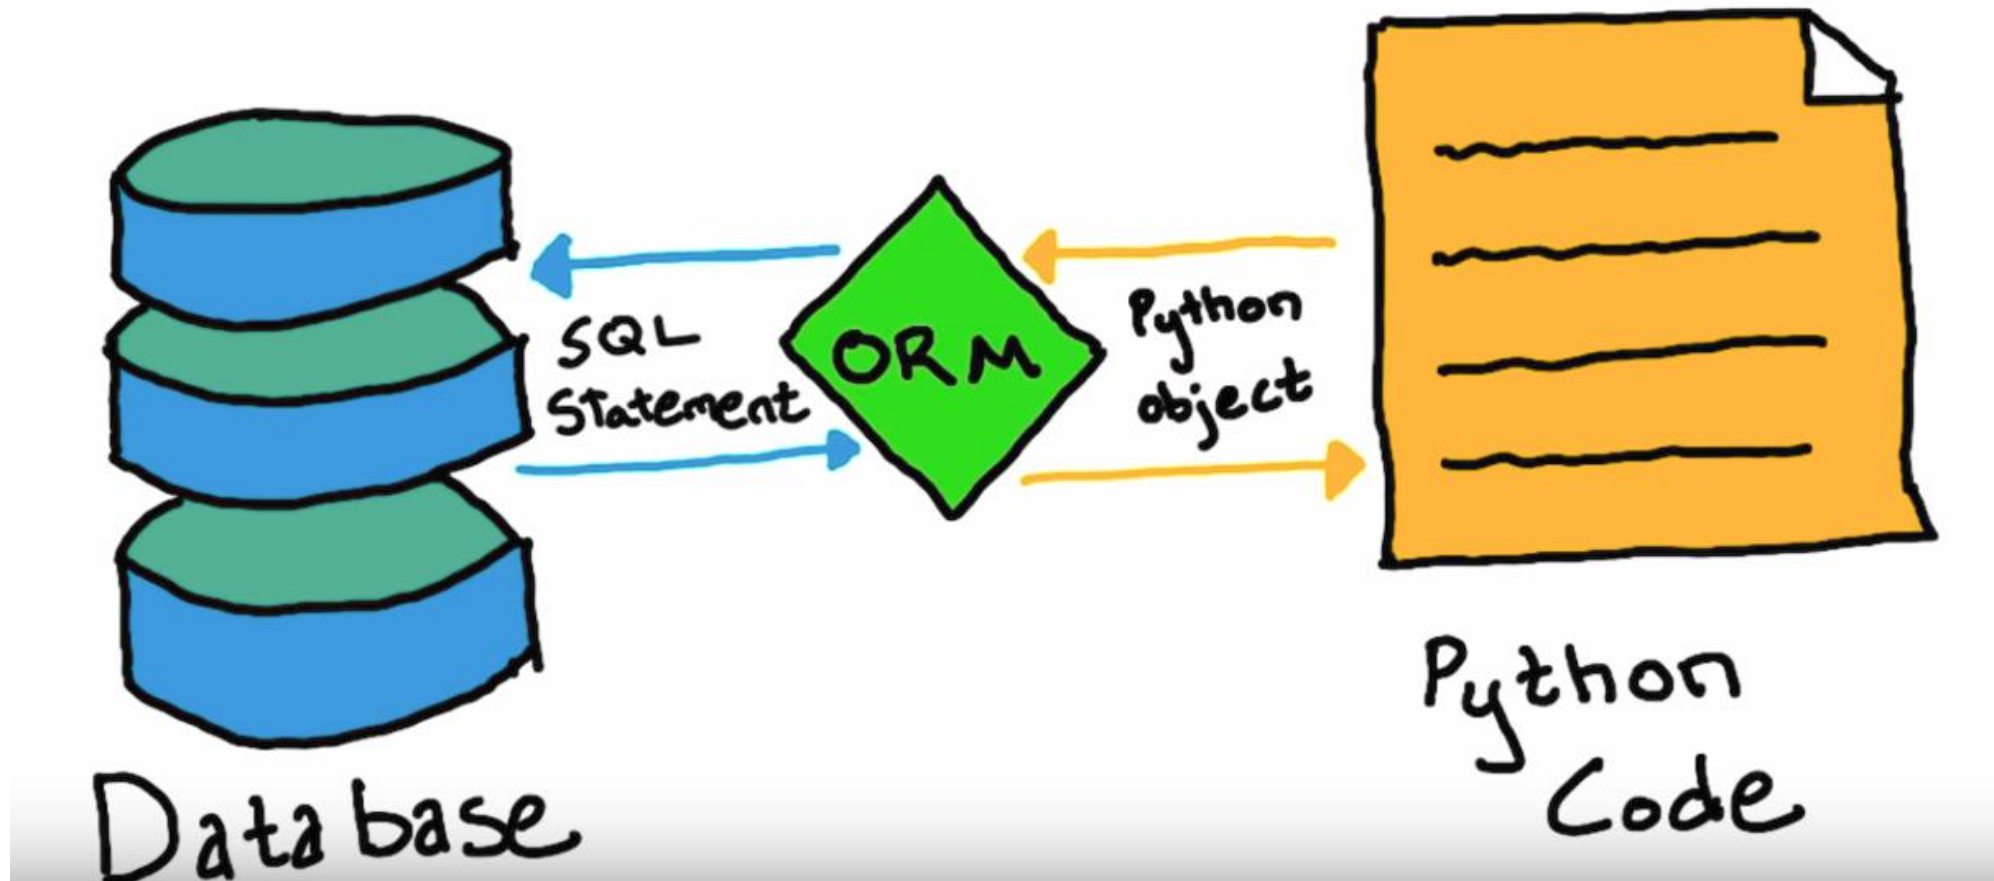 SQL
Statement
ORM
Python
object
Database
Python
Code